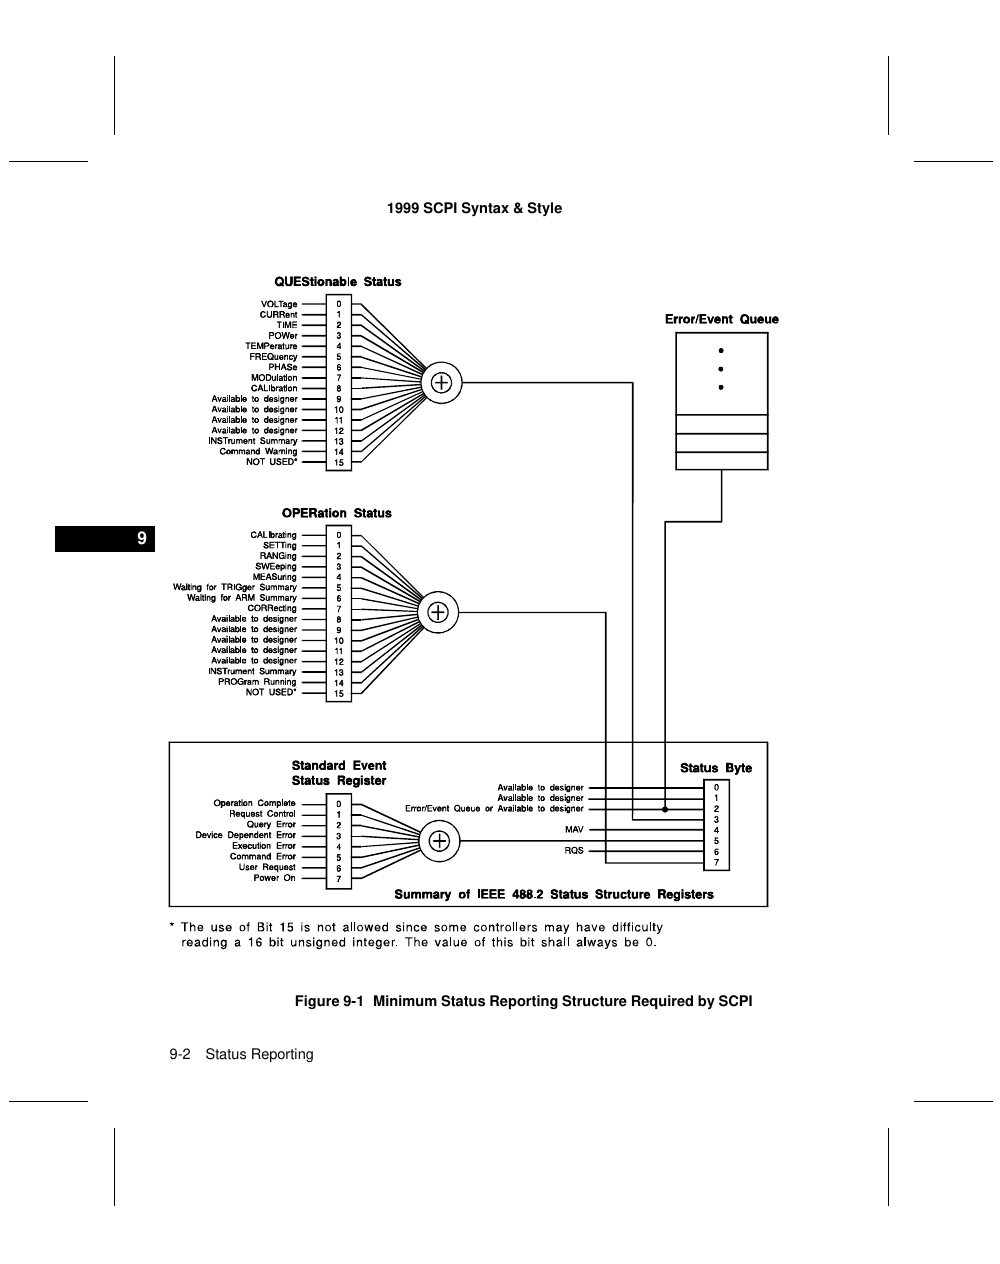 1999 SCPI Syntax & Style
QUEStionable Status
VOLTage 0
CURRent 1
TIME 2
POWer 3
TEMPerature 4
FREQuency 5
PHASe 6
MODulation 7
CALibration 8
Available to designer 9
Available to designer 10
Available to designer 11
Available to designer 12
INSTrument Summary 13
Command Warning 14
NOT USED* 15
Error/Event Queue
OPERation Status
9
CALibrating 0
SETTing 1
RANGing 2
SWEeping 3
MEASuring 4
Waiting for TRIGger Summary 5
Waiting for ARM Summary 6
CORRecting 7
Available to designer 8
Available to designer 9
Available to designer 10
Available to designer 11
Available to designer 12
INSTrument Summary 13
PROGram Running 14
NOT USED* 15
Standard Event
Status Register
Operation Complete 0
Request Control 1
Query Error 2
Device Dependent Error 3
Execution Error 4
Command Error 5
User Request 6
Power On 7
Status Byte
Available to designer 0
Available to designer 1
Error/Event Queue or Available to designer 2
3
MAV 4
5
RQS 6
7
Summary of IEEE 488.2 Status Structure Registers
* The use of Bit 15 is not allowed since some controllers may have difficulty
reading a 16 bit unsigned integer. The value of this bit shall always be 0.
Figure 9-1 Minimum Status Reporting Structure Required by SCPI
9-2 Status Reporting